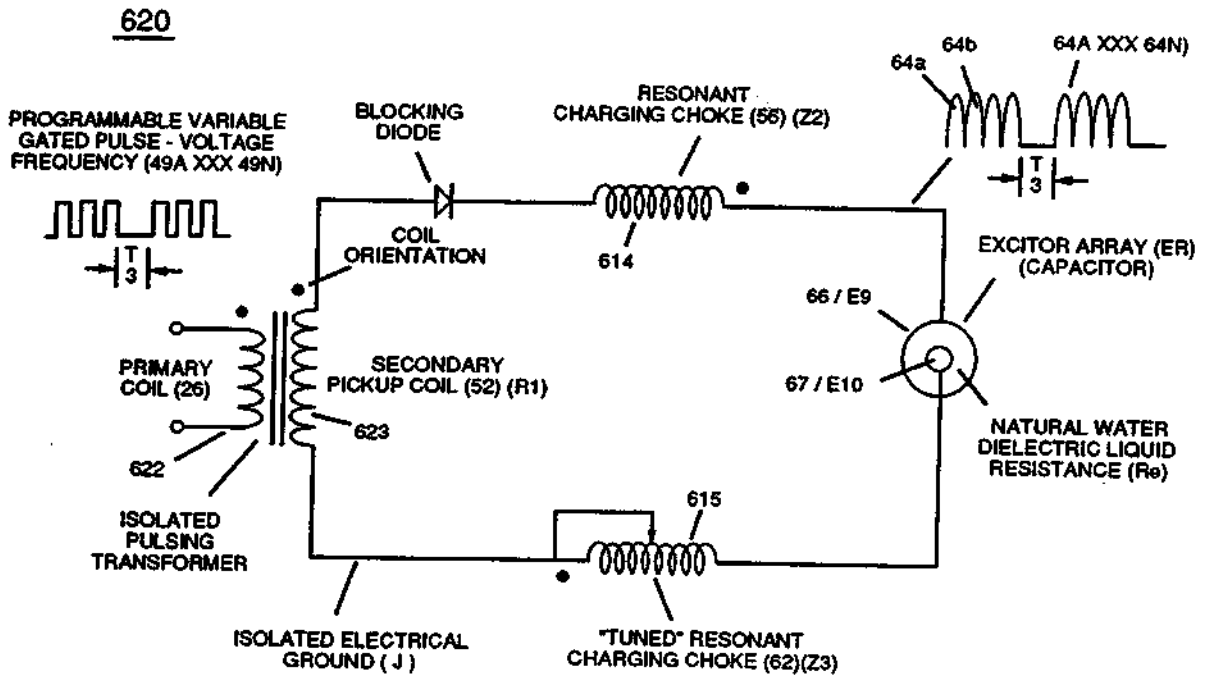 620
PROGRAMMABLE VARIABLE
GATED PULSE - VOLTAGE
FREQUENCY (49A XXX 49N)
T
3
BLOCKING
DIODE
RESONANT
CHARGING CHOKE (56) (Z2)
614
64a
64b
64A XXX 64N)
T
3
COIL
ORIENTATION
EXCITOR ARRAY (ER)
(CAPACITOR)
66 / E9
67 / E10
PRIMARY
COIL (26)
SECONDARY
PICKUP COIL (52) (R1)
623
622
NATURAL WATER
DIELECTRIC LIQUID
RESISTANCE (Re)
ISOLATED
PULSING
TRANSFORMER
615
ISOLATED ELECTRICAL
GROUND ( J )
"TUNED" RESONANT
CHARGING CHOKE (62)(Z3)